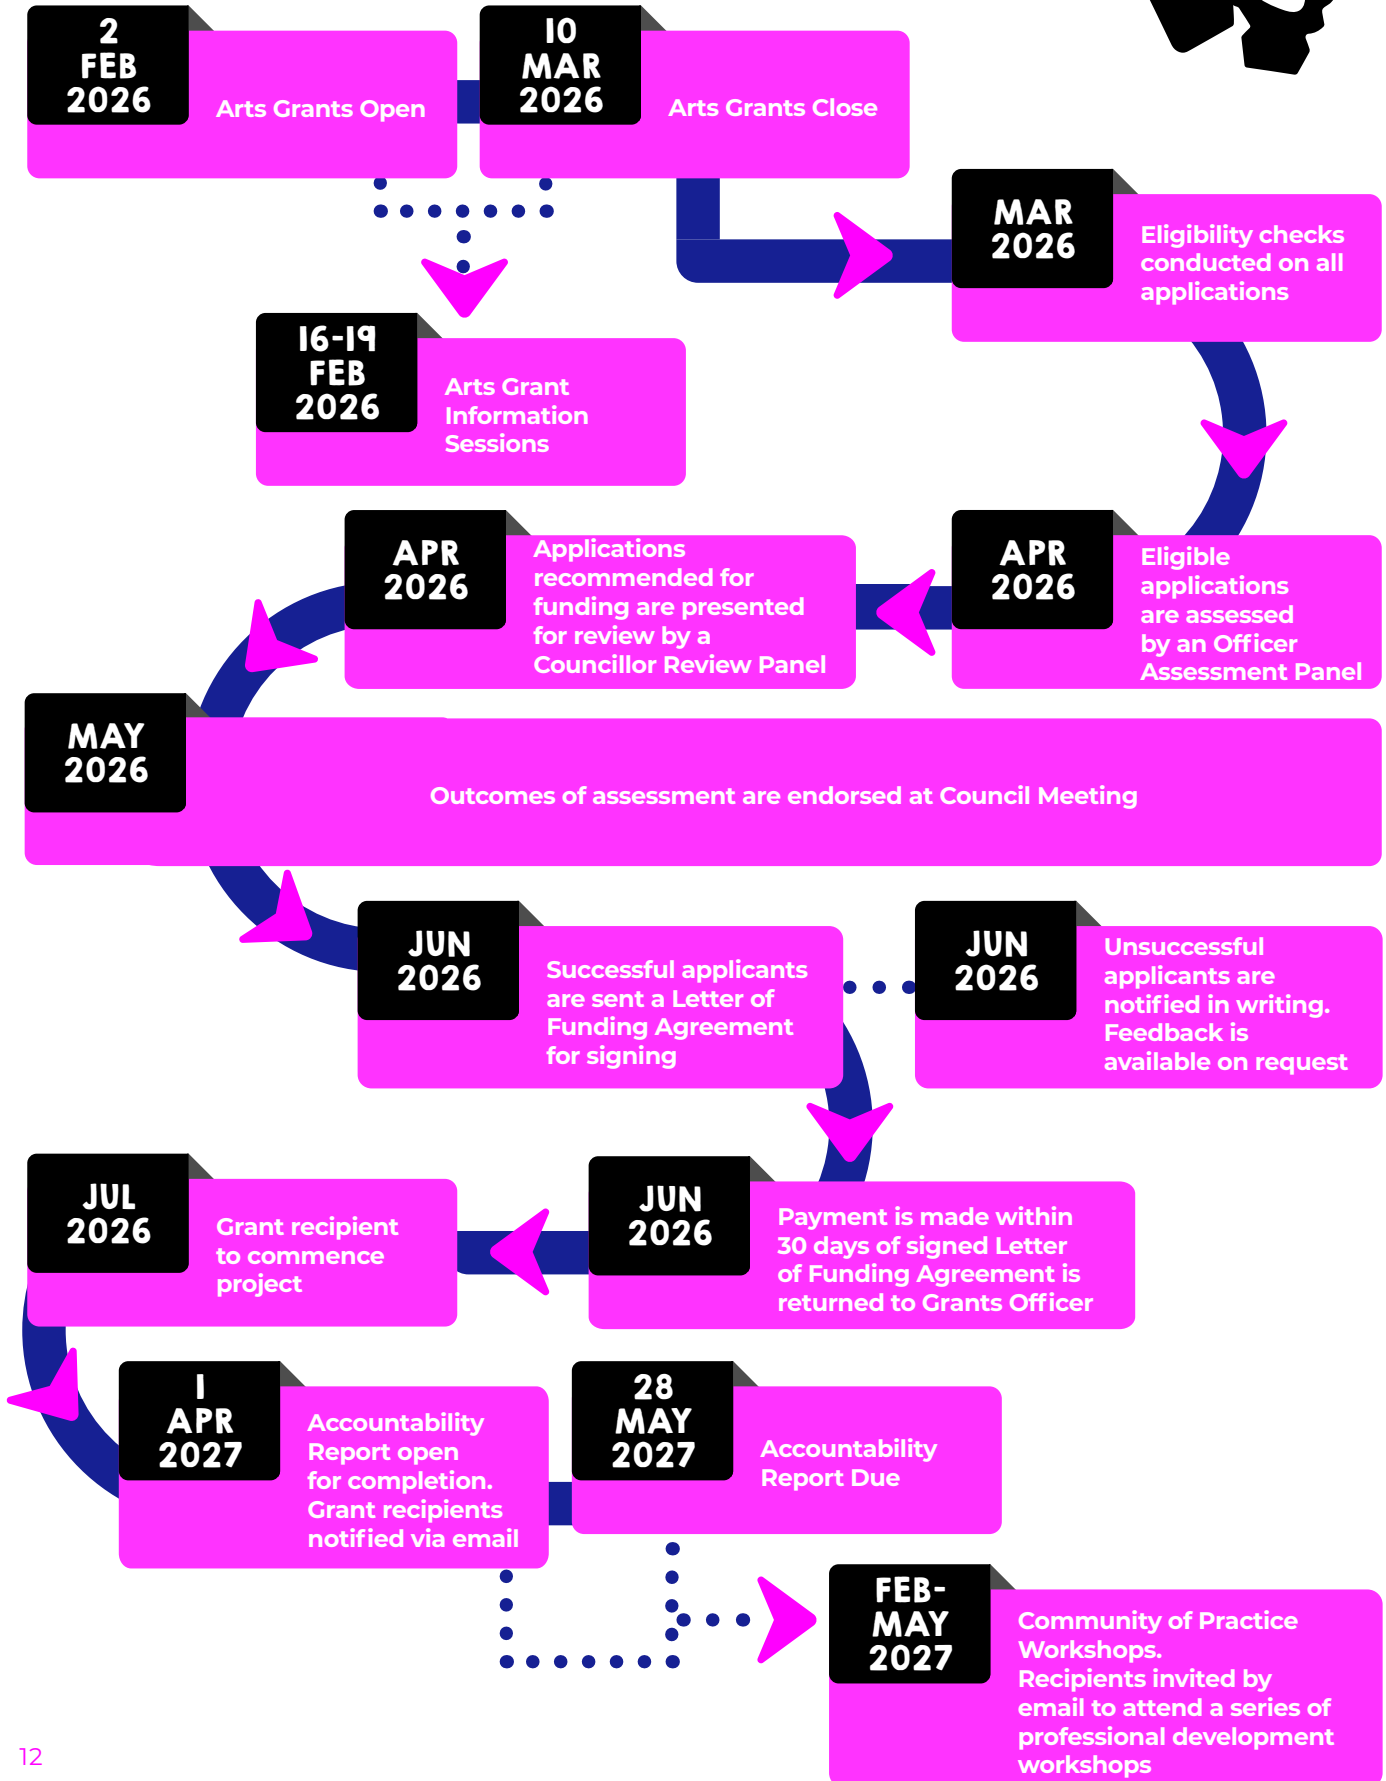 2
FEB
2026
Arts Grants Open
10
MAR
2026
Arts Grants Close
MAR
2026
Eligibility checks
conducted on all
applications
16-19
FEB
2026
Arts Grant
Information
Sessions
APR
2026
Eligible
applications
are assessed
by an Officer
Assessment Panel
APR
2026
Applications
recommended for
funding are presented
for review by a
Councillor Review Panel
MAY
2026
Outcomes of assessment are endorsed at Council Meeting
JUN
2026
Successful applicants
are sent a Letter of
Funding Agreement
for signing
JUN
2026
Unsuccessful
applicants are
notified in writing.
Feedback is
available on request
JUN
2026
Payment is made within
30 days of signed Letter
of Funding Agreement is
returned to Grants Officer
JUL
2026
Grant recipient
to commence
project
1
APR
2027
Accountability
Report open
for completion.
Grant recipients
notified via email
28
MAY
2027
Accountability
Report Due
FEB-
MAY
2027
Community of Practice
Workshops.
Recipients invited by
email to attend a series of
professional development
workshops
12